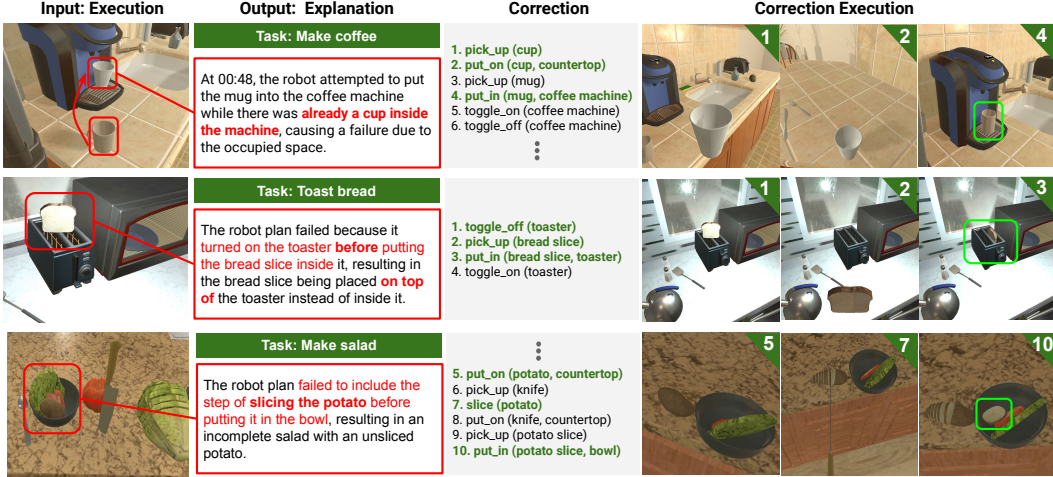 Input: Execution
Output: Explanation
Correction
Correction Execution
Task: Make coffee
At 00:48, the robot attempted to put
the mug into the coffee machine
while there was already a cup inside
the machine, causing a failure due to
the occupied space.
1. pick_up (cup)
2. put_on (cup, countertop)
3. pick_up (mug)
4. put_in (mug, coffee machine)
5. toggle_on (coffee machine)
6. toggle_off (coffee machine)
1
2
4
Task: Toast bread
The robot plan failed because it
turned on the toaster before putting
the bread slice inside it, resulting in
the bread slice being placed on top
of the toaster instead of inside it.
1. toggle_off (toaster)
2. pick_up (bread slice)
3. put_in (bread slice, toaster)
4. toggle_on (toaster)
1
2
3
Task: Make salad
The robot plan failed to include the
step of slicing the potato before
putting it in the bowl, resulting in an
incomplete salad with an unsliced
potato.
5. put_on (potato, countertop)
6. pick_up (knife)
7. slice (potato)
8. put_on (knife, countertop)
9. pick_up (potato slice)
10. put_in (potato slice, bowl)
5
7
10